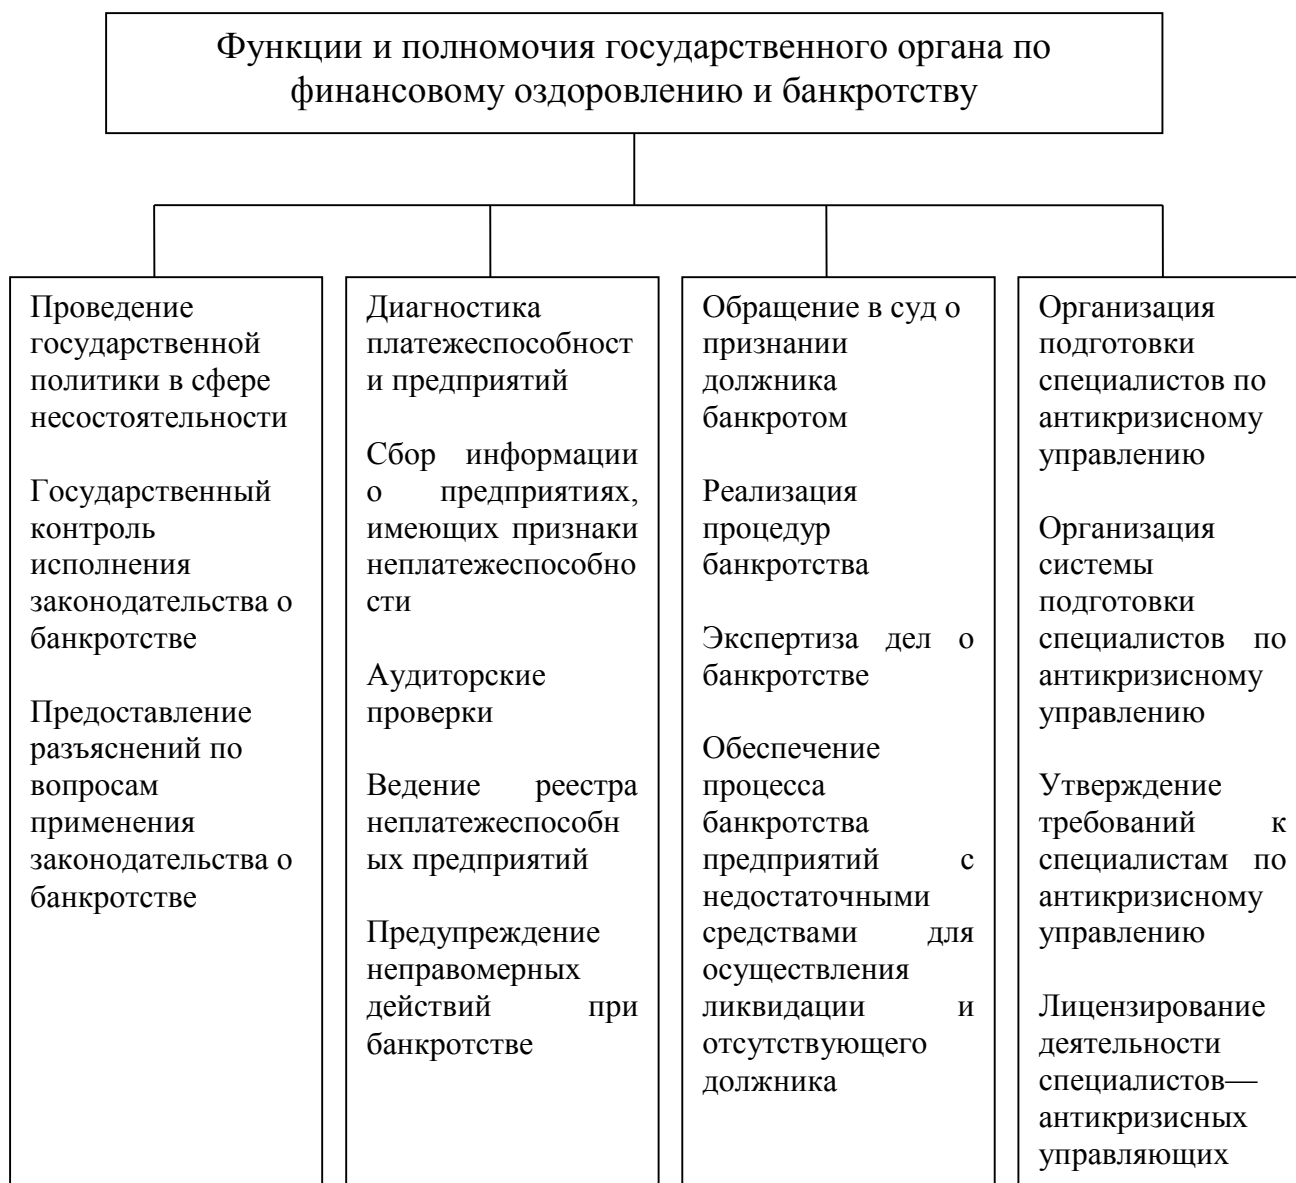 Функции и полномочия государственного органа по
финансовому оздоровлению и банкротству
Проведение
государственной
политики в сфере
несостоятельности
Государственный
контроль
исполнения
законодательства о
банкротстве
Предоставление
разъяснений по
вопросам
применения
законодательства о
банкротстве
Диагностика
платежеспособност
и предприятий
Сбор информации
о предприятиях,
имеющих признаки
неплатежеспособно
сти
Аудиторские
проверки
Ведение реестра
неплатежеспособн
ых предприятий
Предупреждение
неправомерных
действий при
банкротстве
Обращение в суд о
признании
должника
банкротом
Реализация
процедур
банкротства
Экспертиза дел о
банкротстве
Обеспечение
процесса
банкротства
предприятий с
недостаточными
средствами для
осуществления
ликвидации и
отсутствующего
должника
Организация
подготовки
специалистов по
антикризисному
управлению
Организация
системы
подготовки
специалистов по
антикризисному
управлению
Утверждение
требований к
специалистам по
антикризисному
управлению
Лицензирование
деятельности
специалистов—
антикризисных
управляющих